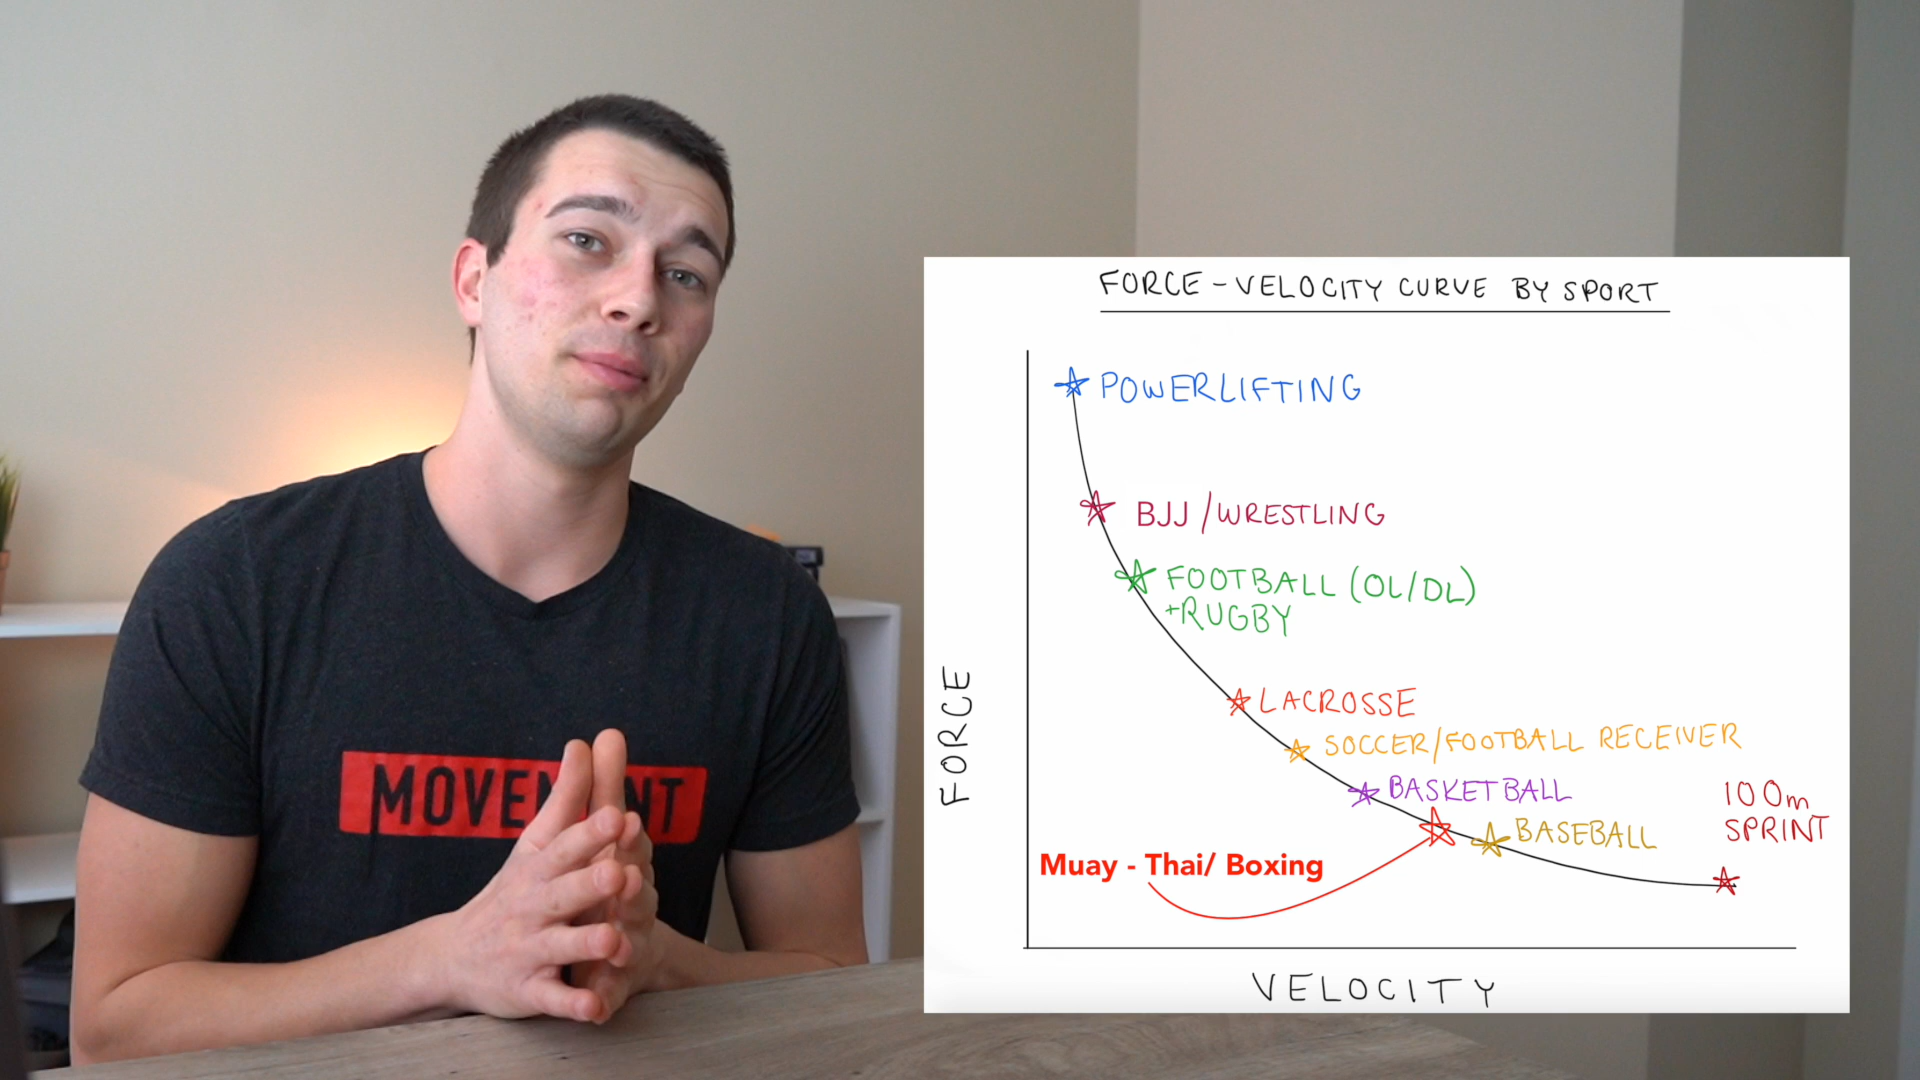 MOVEM NT
FORCE - VELOCITY CURVE BY SPORT
POWERLIFTING
BJJ /WRESTLING
FOOTBALL (OL/DL)
+RUGBY
LACROSSE
SOCCER/FOOTBALL RECEIVER
BASKETBALL
100m
SPRINT
BASEBALL
Muay - Thai/ Boxing
FORCE
VELOCITY